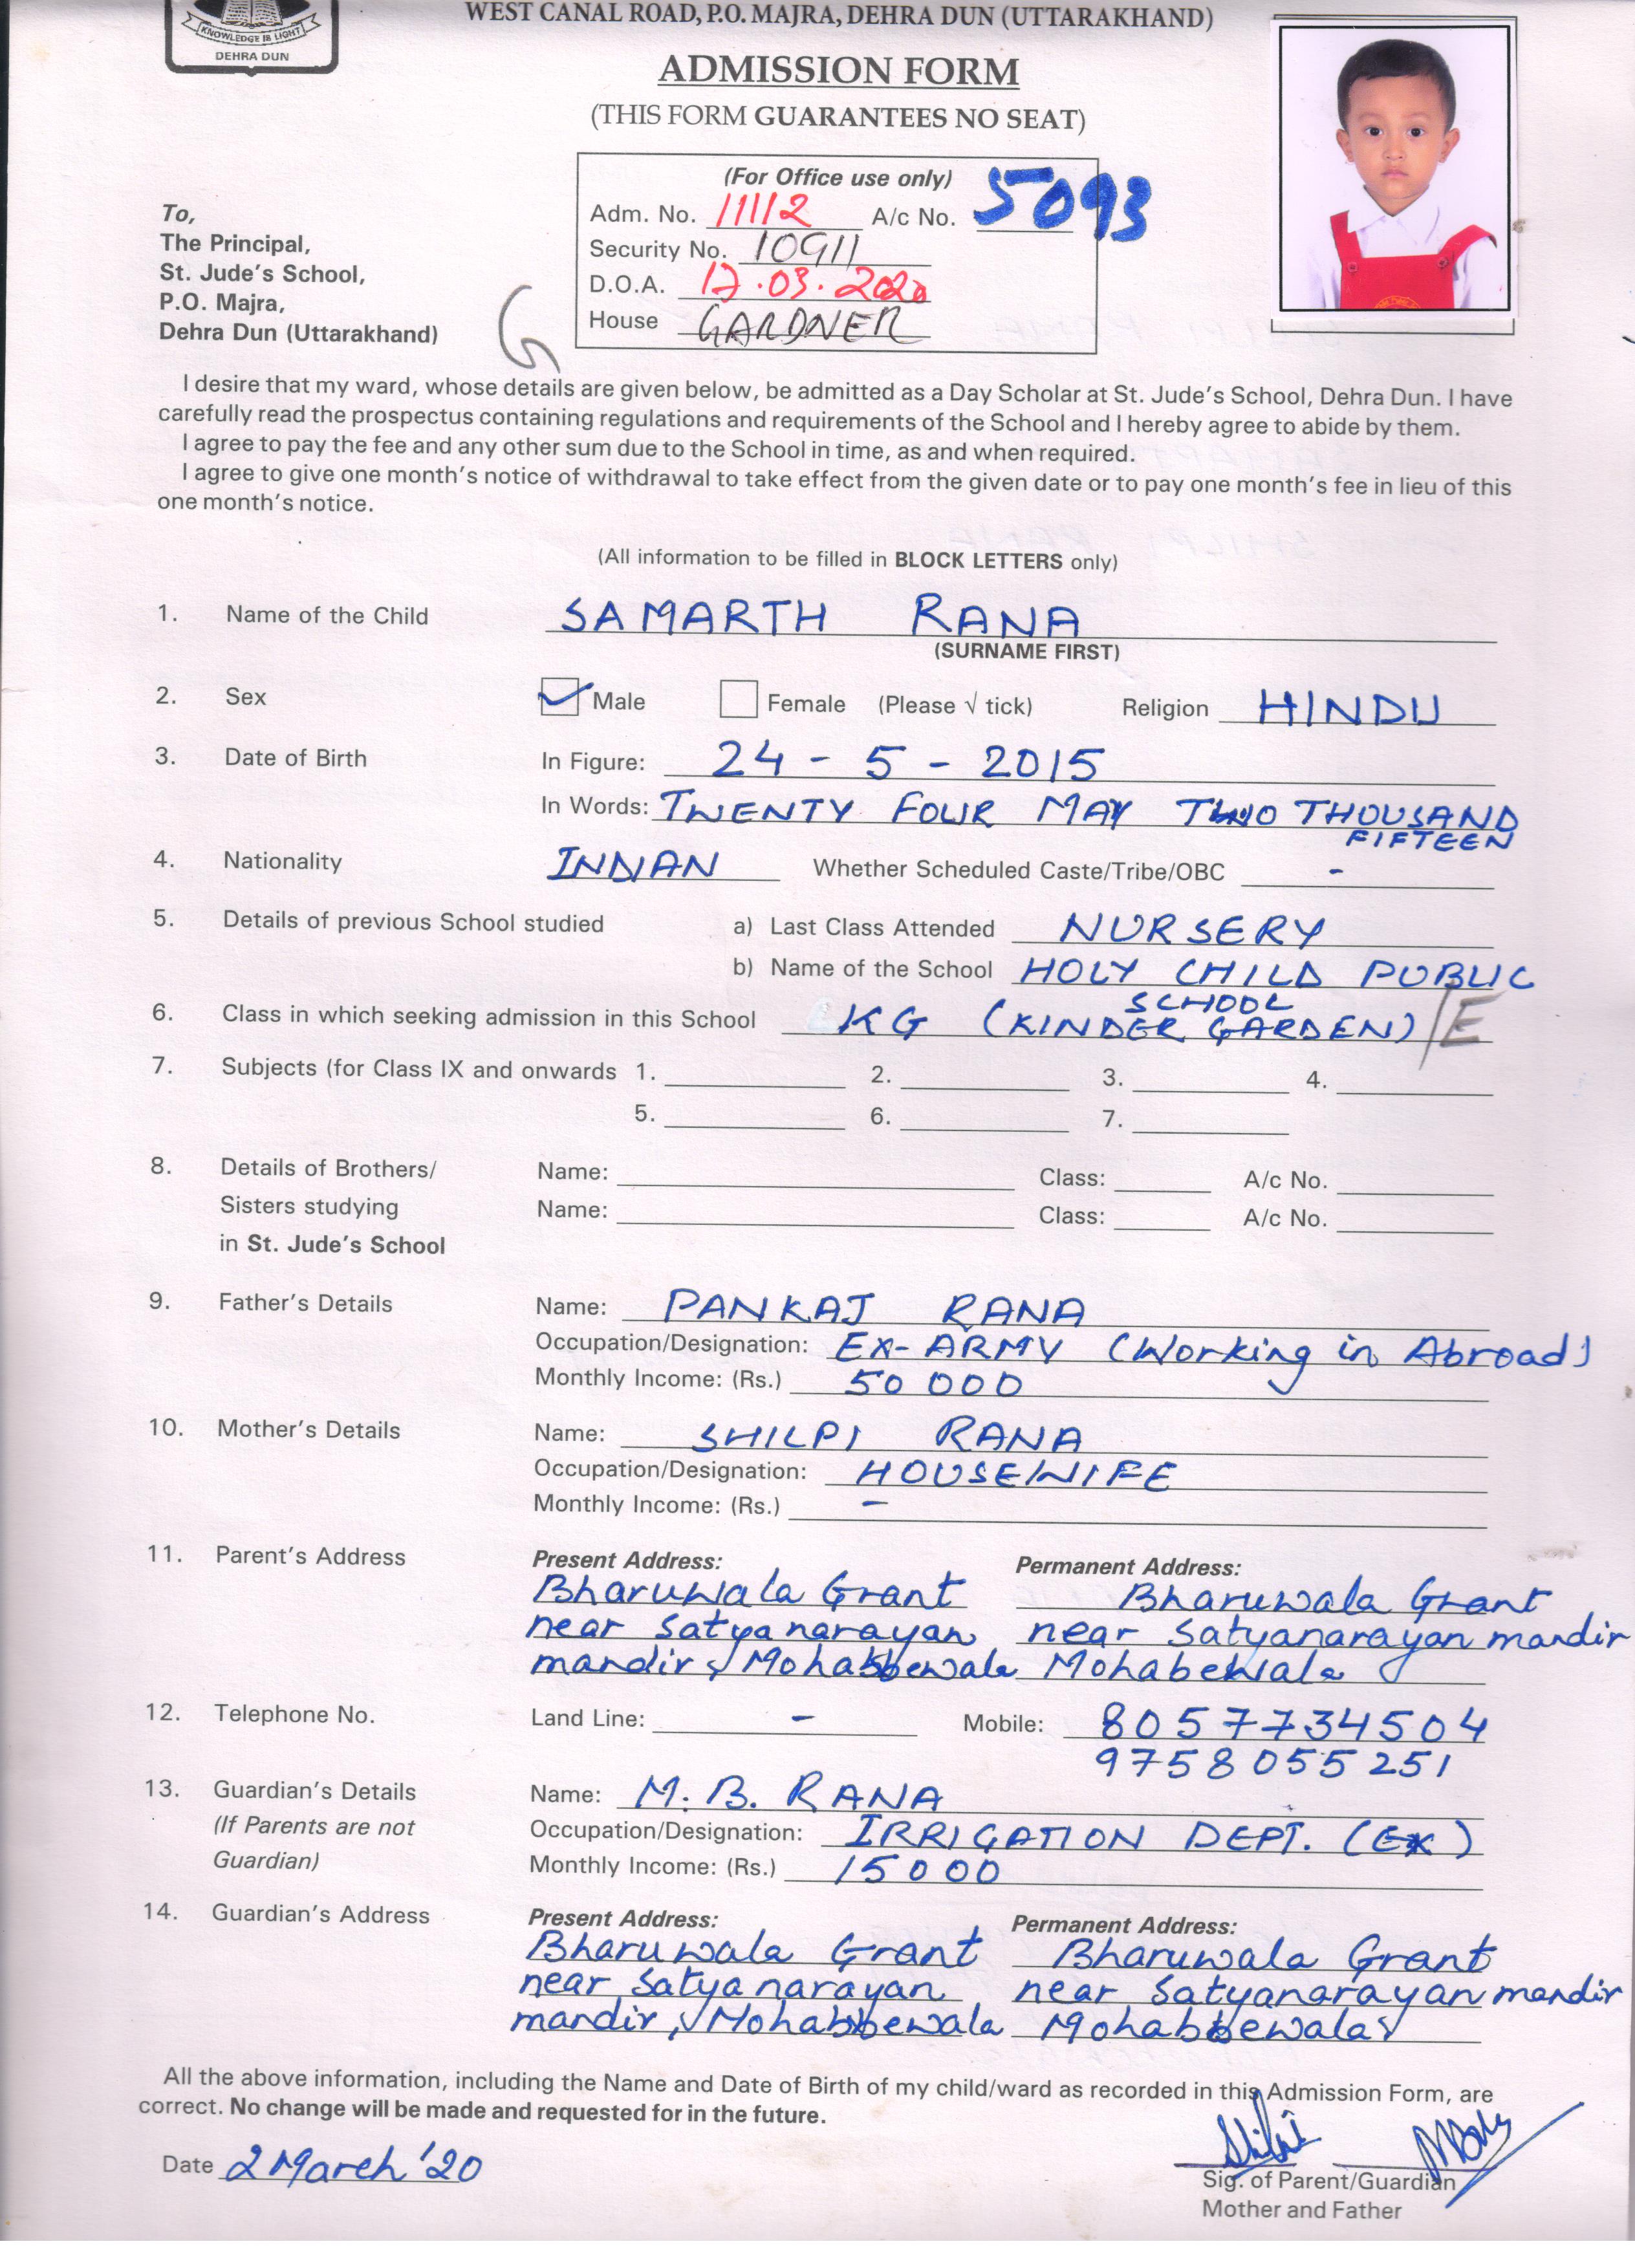 KNOWLEDGE IS LIGHT
DEHRA DUN
WEST CANAL ROAD, P.O. MAJRA, DEHRA DUN (UTTARAKHAND)
ADMISSION FORM
(THIS FORM GUARANTEES NO SEAT)
(For Office use only)
Adm. No. 11112 A/c No. 5093
Security No. 10911
D.O.A. 17.03.2020
House GARDNER
To,
The Principal,
St. Jude's School,
P.O. Majra,
Dehra Dun (Uttarakhand)
G
I desire that my ward, whose details are given below, be admitted as a Day Scholar at St. Jude's School, Dehra Dun. I have
carefully read the prospectus containing regulations and requirements of the School and I hereby agree to abide by them.
I agree to pay the fee and any other sum due to the School in time, as and when required.
I agree to give one month's notice of withdrawal to take effect from the given date or to pay one month's fee in lieu of this
one month's notice.
(All information to be filled in BLOCK LETTERS only)
1. Name of the Child SAMARTH RANA
(SURNAME FIRST)
2. Sex Male Female (Please √ tick) Religion HINDU
3. Date of Birth In Figure: 24 - 5 - 2015
In Words: TWENTY FOUR MAY TWO THOUSAND
FIFTEEN
4. Nationality INDIAN Whether Scheduled Caste/Tribe/OBC -
5. Details of previous School studied a) Last Class Attended NURSERY
b) Name of the School HOLY CHILD PUBLIC
SCHOOL
6. Class in which seeking admission in this School KG (KINDER GARDEN) /E
7. Subjects (for Class IX and onwards 1. 2. 3. 4.
5. 6. 7.
8. Details of Brothers/ Name: Class: A/c No.
Sisters studying Name: Class: A/c No.
in St. Jude's School
9. Father's Details Name: PANKAJ RANA
Occupation/Designation: EX-ARMY (Working in Abroad)
Monthly Income: (Rs.) 50 000
10. Mother's Details Name: SHILPI RANA
Occupation/Designation: HOUSEWIFE
Monthly Income: (Rs.) -
11. Parent's Address Present Address: Permanent Address:
Bharuwala Grant Bharuwala Grant
near Satyanarayan near Satyanarayan mandir
mandir, Mohabbewala Mohabewala
12. Telephone No. Land Line: - Mobile: 8057734504
9758055251
13. Guardian's Details Name: M. B. RANA
(If Parents are not Occupation/Designation: IRRIGATION DEPT. (EX)
Guardian) Monthly Income: (Rs.) 15000
14. Guardian's Address Present Address: Permanent Address:
Bharuwala Grant Bharuwala Grant
near Satyanarayan near Satyanarayan mandir
mandir, Mohabbewala Mohabbewala
All the above information, including the Name and Date of Birth of my child/ward as recorded in this Admission Form, are
correct. No change will be made and requested for in the future.
Date 2 March '20
Sig. of Parent/Guardian
Mother and Father